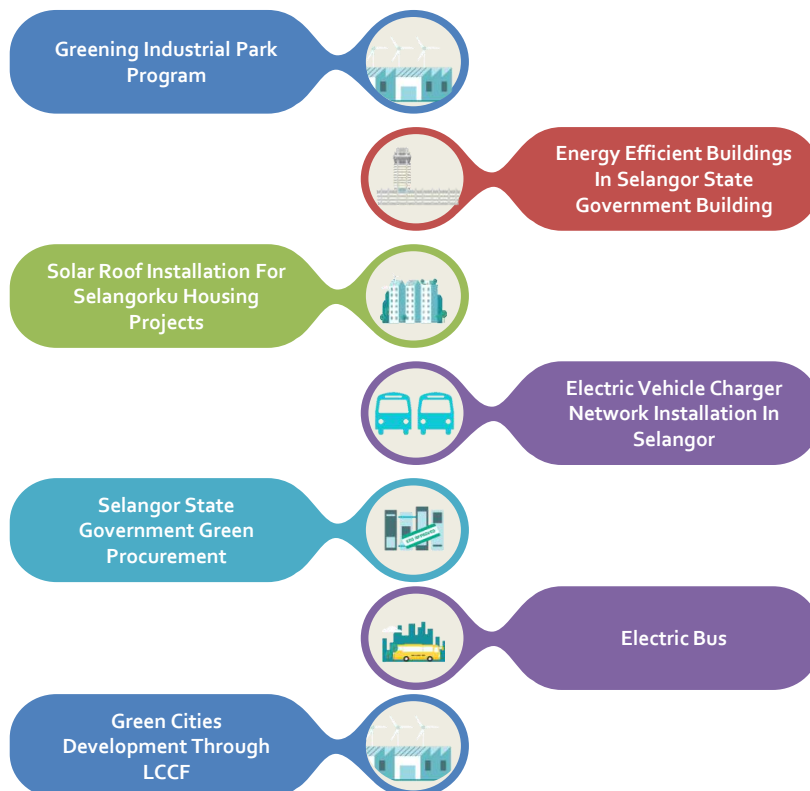 Greening Industrial Park
Program
Energy Efficient Buildings
In Selangor State
Government Building
Solar Roof Installation For
Selangorku Housing
Projects
Electric Vehicle Charger
Network Installation In
Selangor
Selangor State
Government Green
Procurement
Electric Bus
Green Cities
Development Through
LCCF